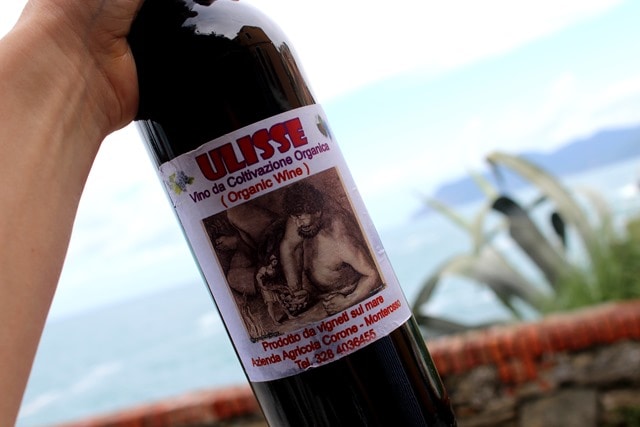 ULISSE
Vino da Coltivazione Organica
( Organic Wine )
Prodotto da vigneti sul mare
Azienda Agricola Corone - Monterosso
Tel. 328 4036455